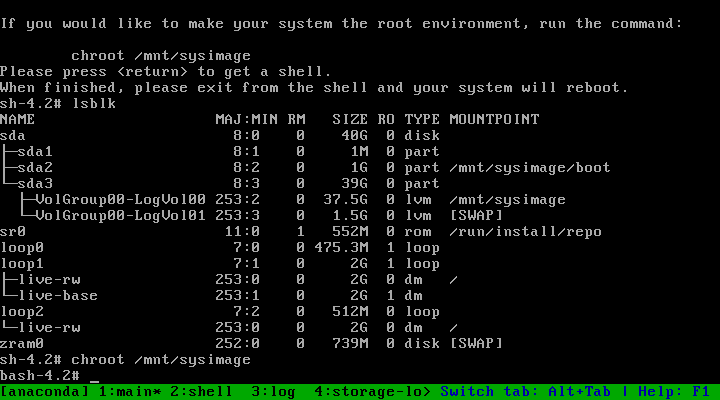 If you would like to make your system the root environment, run the command:
        chroot /mnt/sysimage
Please press <return> to get a shell.
When finished, please exit from the shell and your system will reboot.
sh-4.2# lsblk
NAME                      MAJ:MIN RM   SIZE RO TYPE MOUNTPOINT
sda                         8:0    0    40G  0 disk
├─sda1                      8:1    0     1M  0 part
├─sda2                      8:2    0     1G  0 part /mnt/sysimage/boot
└─sda3                      8:3    0    39G  0 part
  ├─VolGroup00-LogVol00   253:2    0  37.5G  0 lvm  /mnt/sysimage
  └─VolGroup00-LogVol01   253:3    0   1.5G  0 lvm  [SWAP]
sr0                        11:0    1   552M  0 rom  /run/install/repo
loop0                       7:0    0 475.3M  1 loop
loop1                       7:1    0     2G  1 loop
├─live-rw                 253:0    0     2G  0 dm   /
└─live-base               253:1    0     2G  1 dm
loop2                       7:2    0   512M  0 loop
└─live-rw                 253:0    0     2G  0 dm   /
zram0                     252:0    0   739M  0 disk [SWAP]
sh-4.2# chroot /mnt/sysimage
bash-4.2# _
[anaconda] 1:main* 2:shell  3:log  4:storage-lo> Switch tab: Alt+Tab | Help: F1